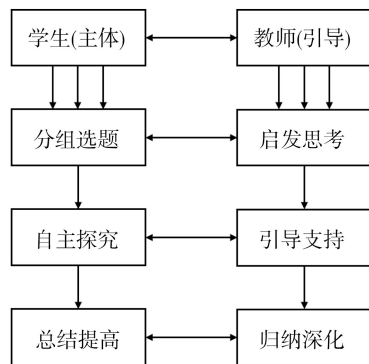 学生(主体)
教师(引导)
分组选题
启发思考
自主探究
引导支持
总结提高
归纳深化